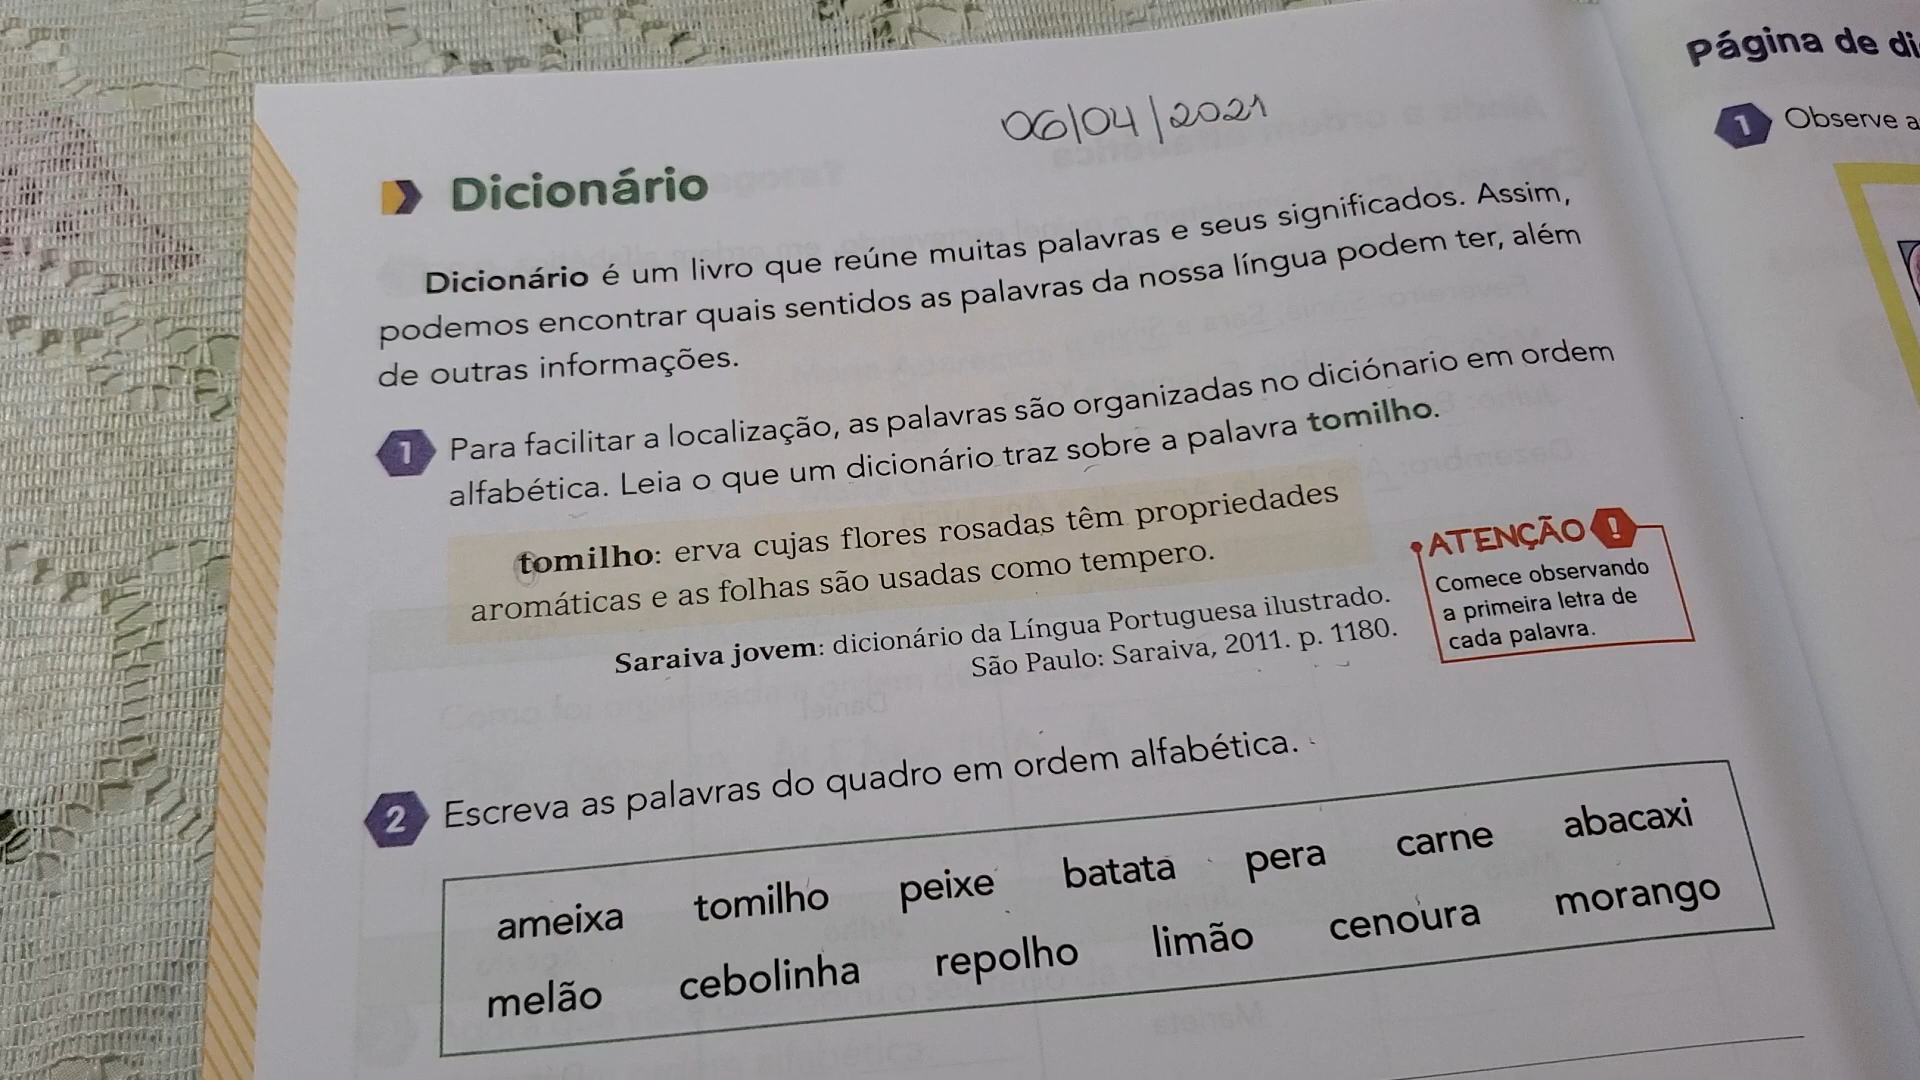 06/04/2021
Dicionário
Dicionário é um livro que reúne muitas palavras e seus significados. Assim,
podemos encontrar quais sentidos as palavras da nossa língua podem ter, além
de outras informações.
1 Para facilitar a localização, as palavras são organizadas no diciónario em ordem
alfabética. Leia o que um dicionário traz sobre a palavra tomilho.
tomilho: erva cujas flores rosadas têm propriedades
aromáticas e as folhas são usadas como tempero.
Saraiva jovem: dicionário da Língua Portuguesa ilustrado.
São Paulo: Saraiva, 2011. p. 1180.
ATENÇÃO !
Comece observando
a primeira letra de
cada palavra.
2 Escreva as palavras do quadro em ordem alfabética.
ameixa tomilho peixe batata pera carne abacaxi
melão cebolinha repolho limão cenoura morango
Página de di
1 Observe a